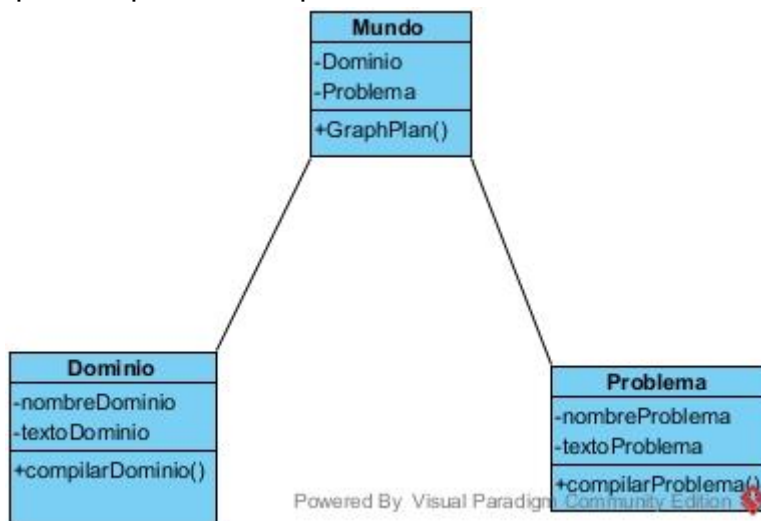 Mundo
-Dominio
-Problema
+GraphPlan()
Dominio
-nombreDominio
-textoDominio
+compilarDominio()
Problema
-nombreProblema
-textoProblema
+compilarProblema()
Powered By Visual Paradigm Community Edition